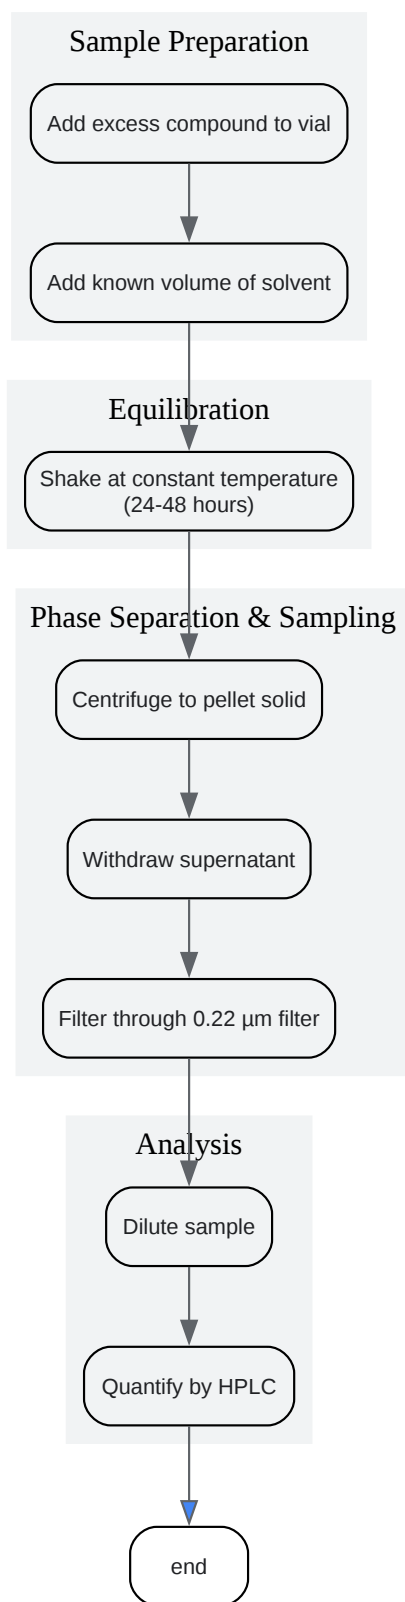 Sample Preparation
Add excess compound to vial
Add known volume of solvent
Equilibration
Shake at constant temperature
(24-48 hours)
Phase Separation & Sampling
Centrifuge to pellet solid
Withdraw supernatant
Filter through 0.22 µm filter
Analysis
Dilute sample
Quantify by HPLC
end